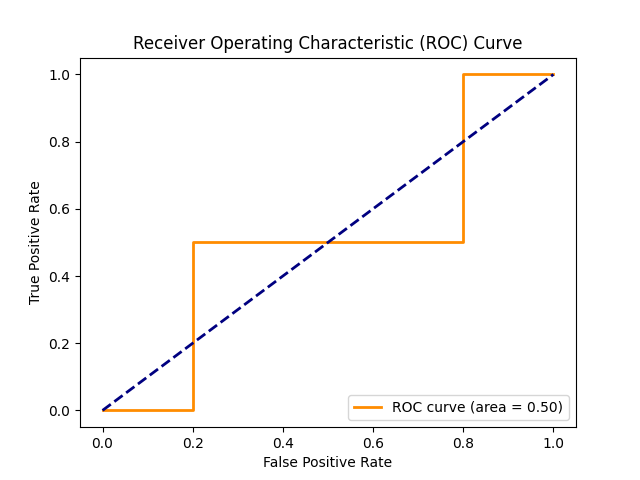 Receiver Operating Characteristic (ROC) Curve
1.0
0.8
0.6
0.4
0.2
0.0
True Positive Rate
ROC curve (area = 0.50)
0.0 0.2 0.4 0.6 0.8 1.0
False Positive Rate